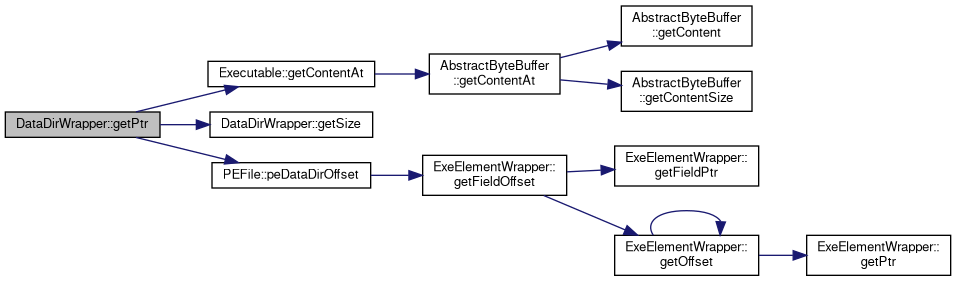 DataDirWrapper::getPtr
Executable::getContentAt
DataDirWrapper::getSize
PEFile::peDataDirOffset
AbstractByteBuffer
::getContentAt
ExeElementWrapper::
getFieldOffset
AbstractByteBuffer
::getContent
AbstractByteBuffer
::getContentSize
ExeElementWrapper::
getFieldPtr
ExeElementWrapper::
getOffset
ExeElementWrapper::
getPtr